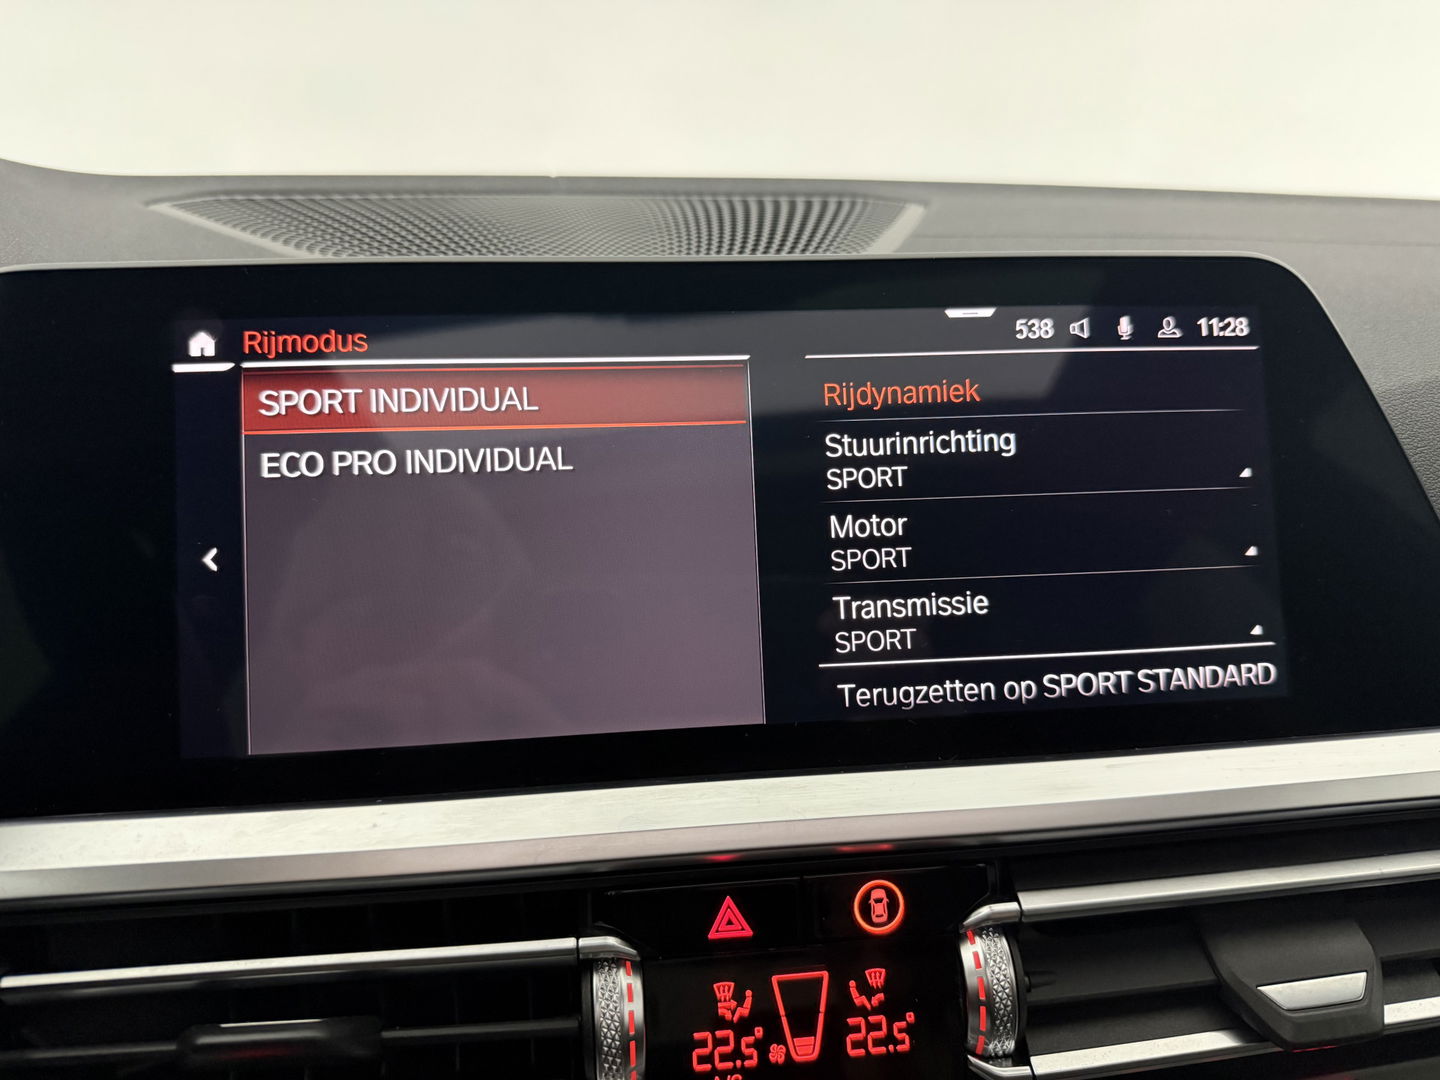 Rijmodus
538 11:28
SPORT INDIVIDUAL
ECO PRO INDIVIDUAL
Rijdynamiek
Stuurinrichting
SPORT
Motor
SPORT
Transmissie
SPORT
Terugzetten op SPORT STANDARD
22.5° 22.5°